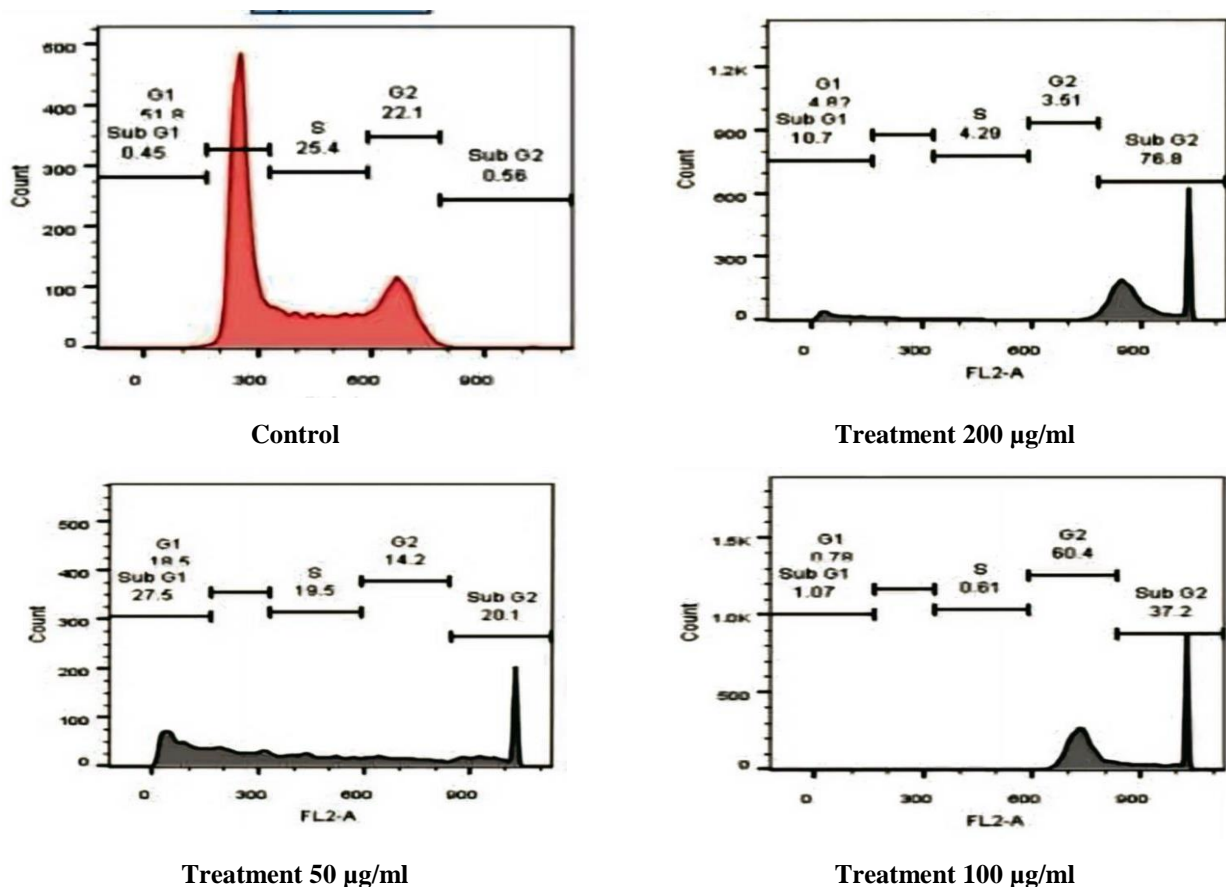 G1
51.8
Sub G1
0.45
S
25.4
G2
22.1
Sub G2
0.56
Count
500
400
300
200
100
0
0 300 600 900
Control
G1
4.82
Sub G1
10.7
S
4.29
G2
3.51
Sub G2
76.8
Count
1.2K
900
600
300
0
0 300 600 900
FL2-A
Treatment 200 µg/ml
G1
18.5
Sub G1
27.5
S
19.5
G2
14.2
Sub G2
20.1
Count
500
400
300
200
100
0
0 300 600 900
FL2-A
Treatment 50 µg/ml
G1
0.78
Sub G1
1.07
S
0.61
G2
60.4
Sub G2
37.2
Count
1.5K
1.0K
500
0
0 300 600 900
FL2-A
Treatment 100 µg/ml